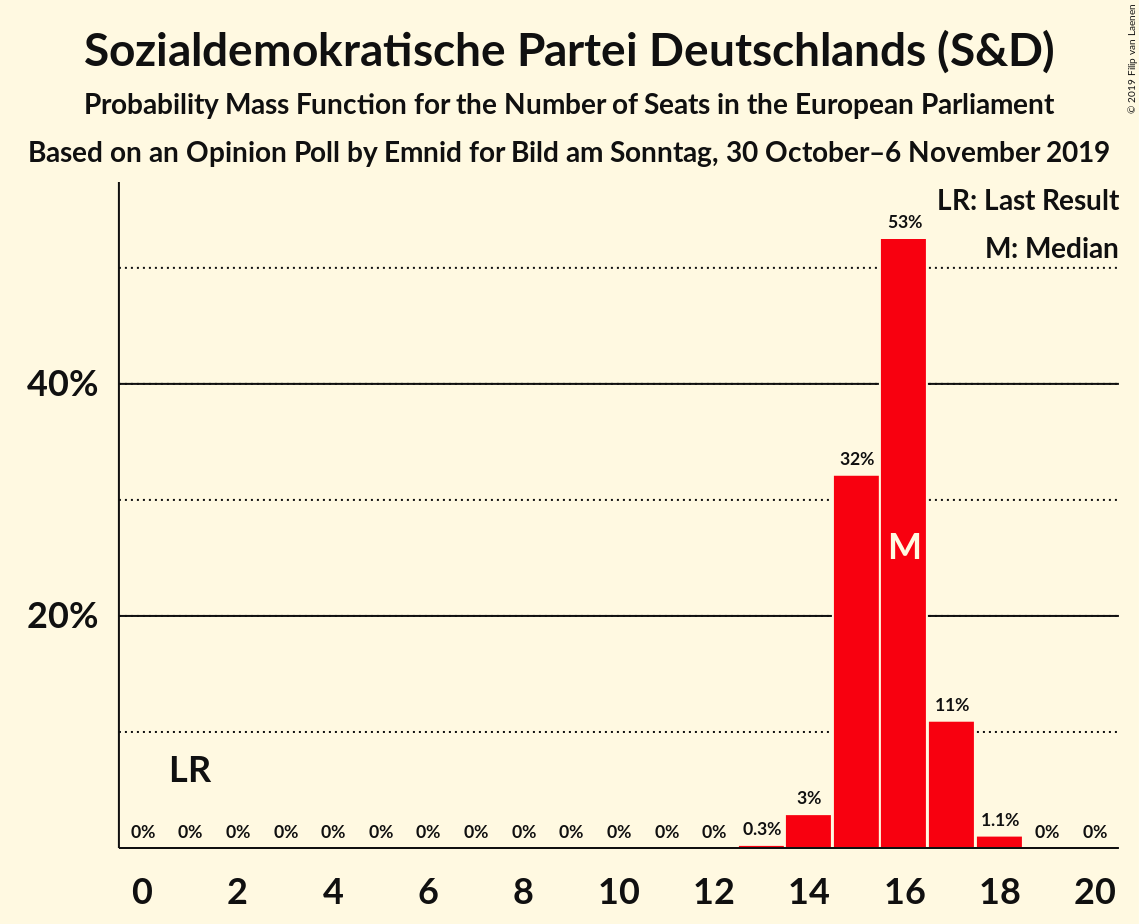 Sozialdemokratische Partei Deutschlands (S&D)
Probability Mass Function for the Number of Seats in the European Parliament
Based on an Opinion Poll by Emnid for Bild am Sonntag, 30 October–6 November 2019
© 2019 Filip van Laenen
LR: Last Result
M: Median
53%
40%
32%
M
20%
11%
LR
3%
1.1%
0% 0% 0% 0% 0% 0% 0% 0% 0% 0% 0% 0% 0% 0.3% 0% 0%
0 2 4 6 8 10 12 14 16 18 20